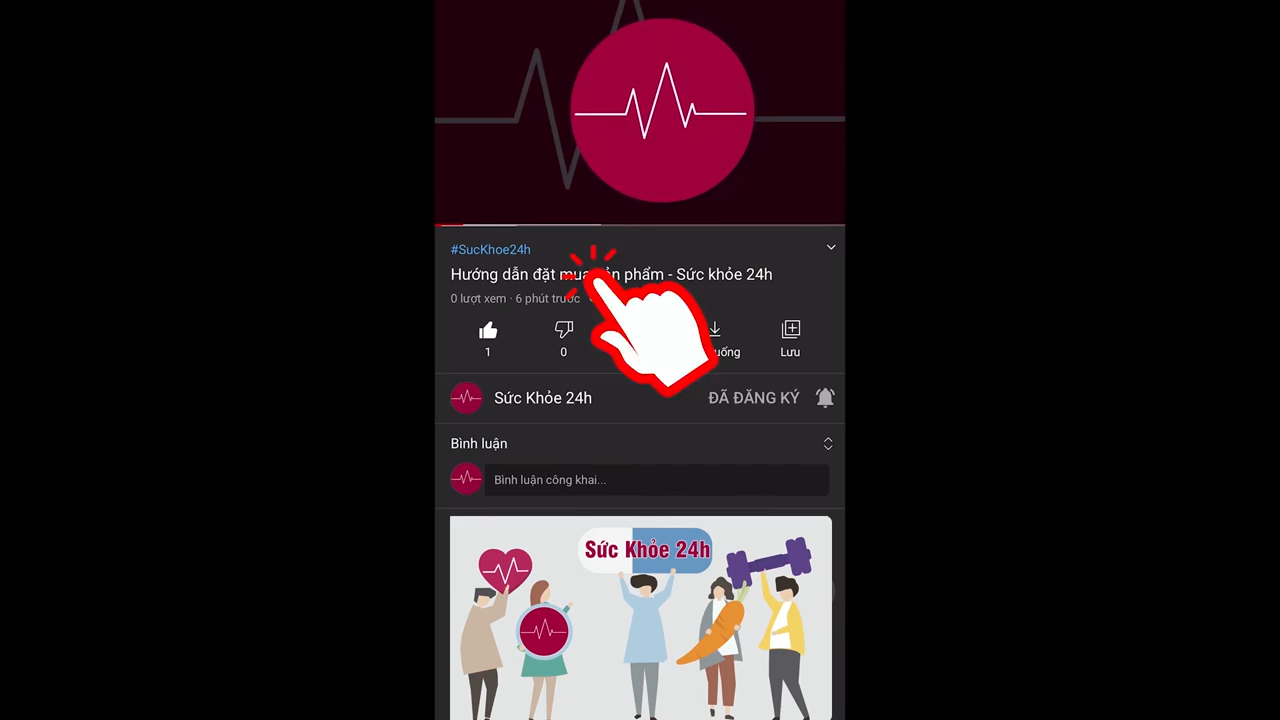 #SucKhoe24h
Hướng dẫn đặt mua phẩm - Sức khỏe 24h
0 lượt xem · 6 phút trước
1
0
Lưu
Sức Khỏe 24h
ĐÃ ĐĂNG KÝ
Bình luận
Bình luận công khai...
Sức Khỏe 24h